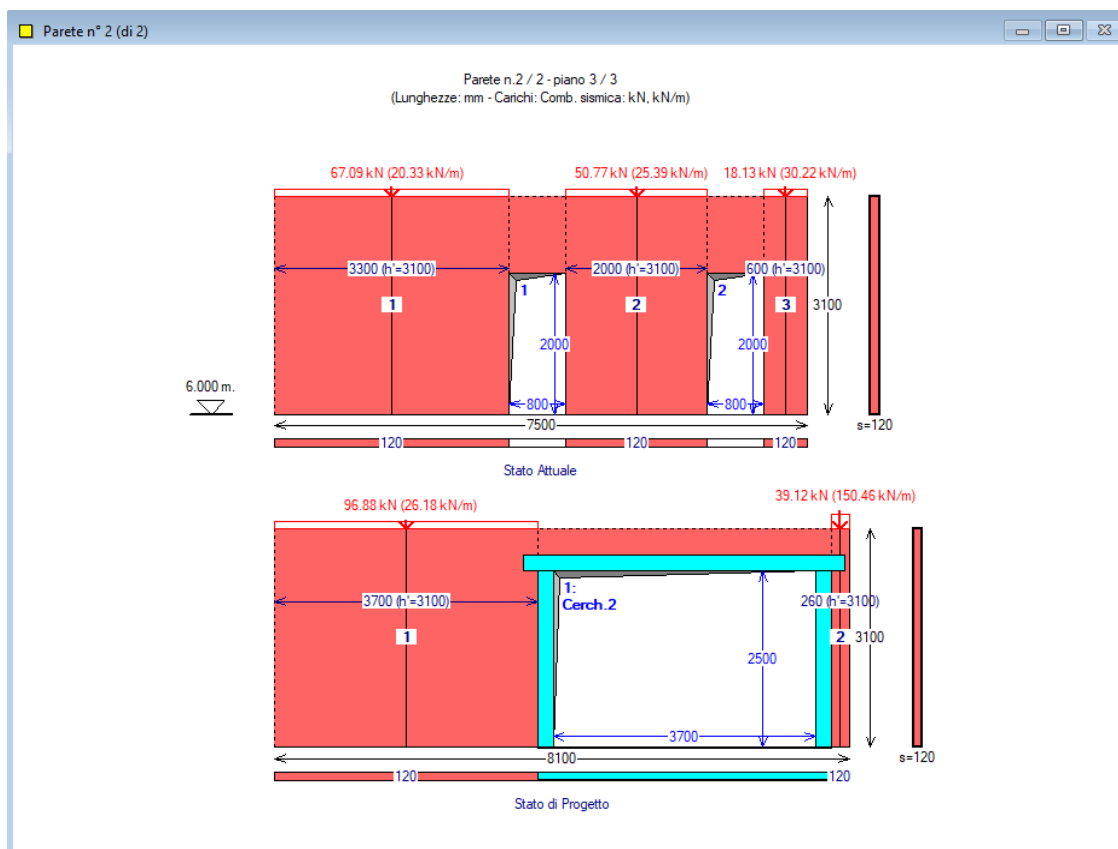 Parete n° 2 (di 2)
Parete n.2 / 2 - piano 3 / 3
(Lunghezze: mm - Carichi: Comb. sismica: kN, kN/m)
67.09 kN (20.33 kN/m)
50.77 kN (25.39 kN/m)
18.13 kN (30.22 kN/m)
3300 (h'=3100)
2000 (h'=3100)
600 (h'=3100)
1
2
1
2
3
3100
2000
2000
6.000 m.
800
800
7500
s=120
120
120
120
Stato Attuale
39.12 kN (150.46 kN/m)
96.88 kN (26.18 kN/m)
1:
Cerch.2
3700 (h'=3100)
260 (h'=3100)
1
2
3100
2500
3700
8100
s=120
120
120
Stato di Progetto